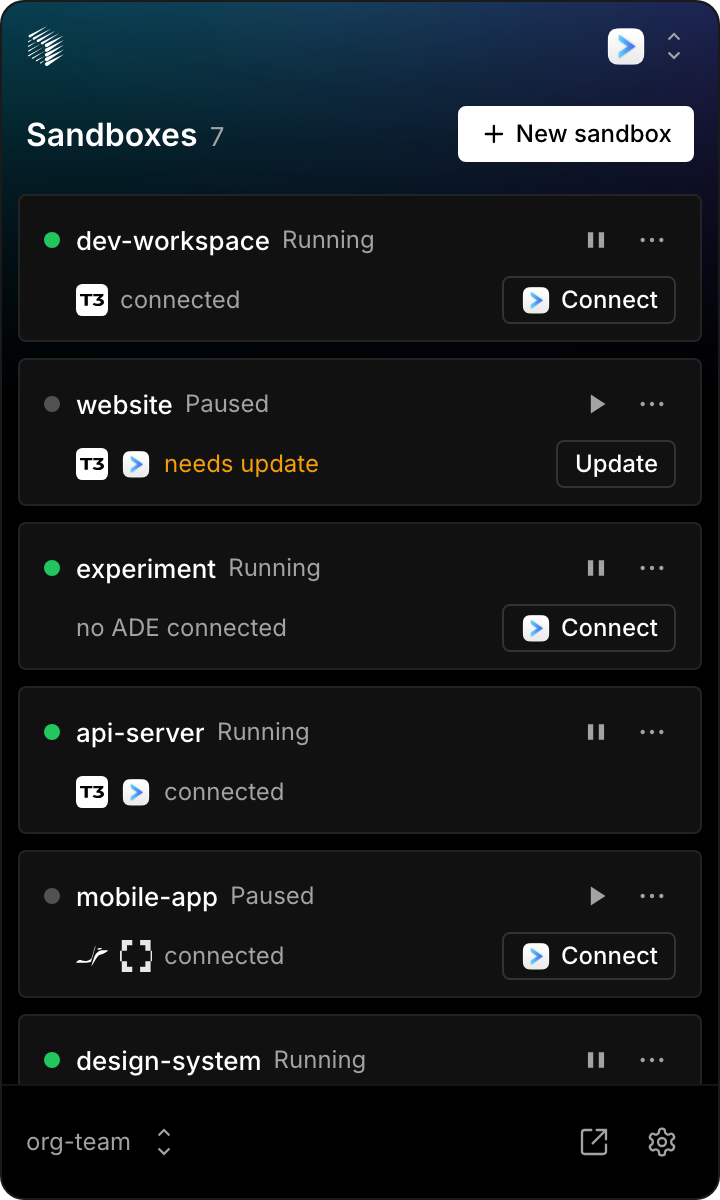 Sandboxes 7
+ New sandbox
dev-workspace Running
T3 connected
Connect
website Paused
T3 needs update
Update
experiment Running
no ADE connected
Connect
api-server Running
T3 connected
mobile-app Paused
connected
Connect
design-system Running
org-team